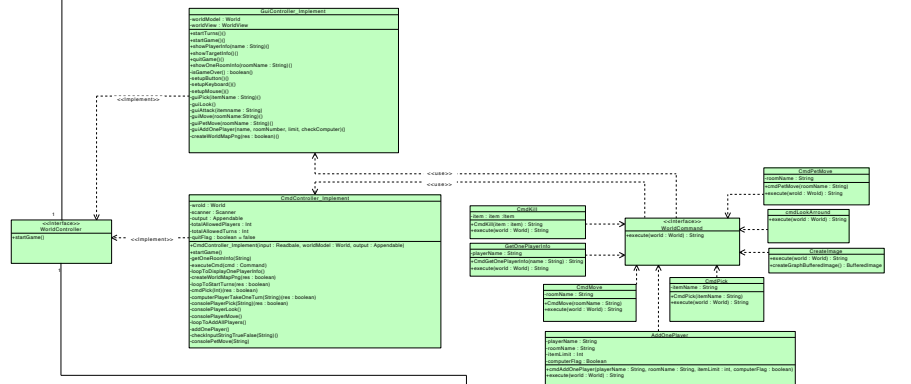 GuiController_Implement
-worldModel : World
-worldView : WorldView
+startTurns()()
+startGame()()
+showPlayerInfo(name : String)()
+showTargetInfo()()
+quitGame()()
+showOneRoomInfo(roomName : String)()
-isGameOver() : boolean()
-setupButton()()
-setupKeyboard()()
-setupMouse()()
-guiPick(itemName : String)()
-guiLook()
-guiAttack(itemname : String)
-guiMove(roomName:String)()
-guiPetMove(roomName : String)()
-guiAddOnePlayer(name, roomNumber, limit, checkComputer)()
-createWorldMapPng(res : boolean)()
<<Implement>>
<<use>>
<<use>>
1
<<Interface>>
WorldController
+startGame()
1
<<Implement>>
CmdController_Implement
-wrold : World
-scanner : Scanner
-output : Appendable
-totalAllowedPlayers : Int
-totalAllowedTurns : Int
-quitFlag : boolean = false
+CmdController_Implement(input : Readbale, worldModel : World, output : Appendable)
+startGame()
-getOneRoomInfo(String)
-executeCmd(cmd : Command)
-loopToDisplayOnePlayerInfo()
-createWorldMapPng(res : boolean)
-loopToStartTurns(res : boolean)
-cmdPick(Int)(res : boolean)
-computerPlayerTakeOneTurn(String)(res : boolean)
-consolePlayerPick(String)(res : boolean)
-consolePlayerLook()
-consolePlayerMove()
-loopToAddAllPlayers()
-addOnePlayer()
-checkInputStringTrueFalse(String)()
-consolePetMove(String)
CmdKill
-item : item : Item
+CmdKill(item : Item)
+execute(world : World) : String
GetOnePlayerInfo
-playerName : String
+CmdGetOnePlayerInfo(name : String) : String
+execute(world : World) : String
CmdMove
-roomName : String
+CmdMove(roomName : String)
+execute(world : World) : String
<<Interface>>
WorldCommand
+execute(world : World) : String
CmdPetMove
-roomName : String
+cmdPetMove(roomName : String)
+execute(wrold : Wrold) : String
cmdLookArround
+execute(world : World) : String
CreateImage
+execute(world : World) : String
+createGraphBufferedImage() : BufferedImage
CmdPick
-itemName : String
+CmdPick(itemName : String)
+execute(world : World) : String
AddOnePlayer
-playerName : String
-roomName : String
-itemLimit : Int
-computerFlag : Boolean
+cmdAddOnePlayer(playerName : String, roomName : String, itemLimit : int, computerFlag : boolean)
+execute(world : World) : String